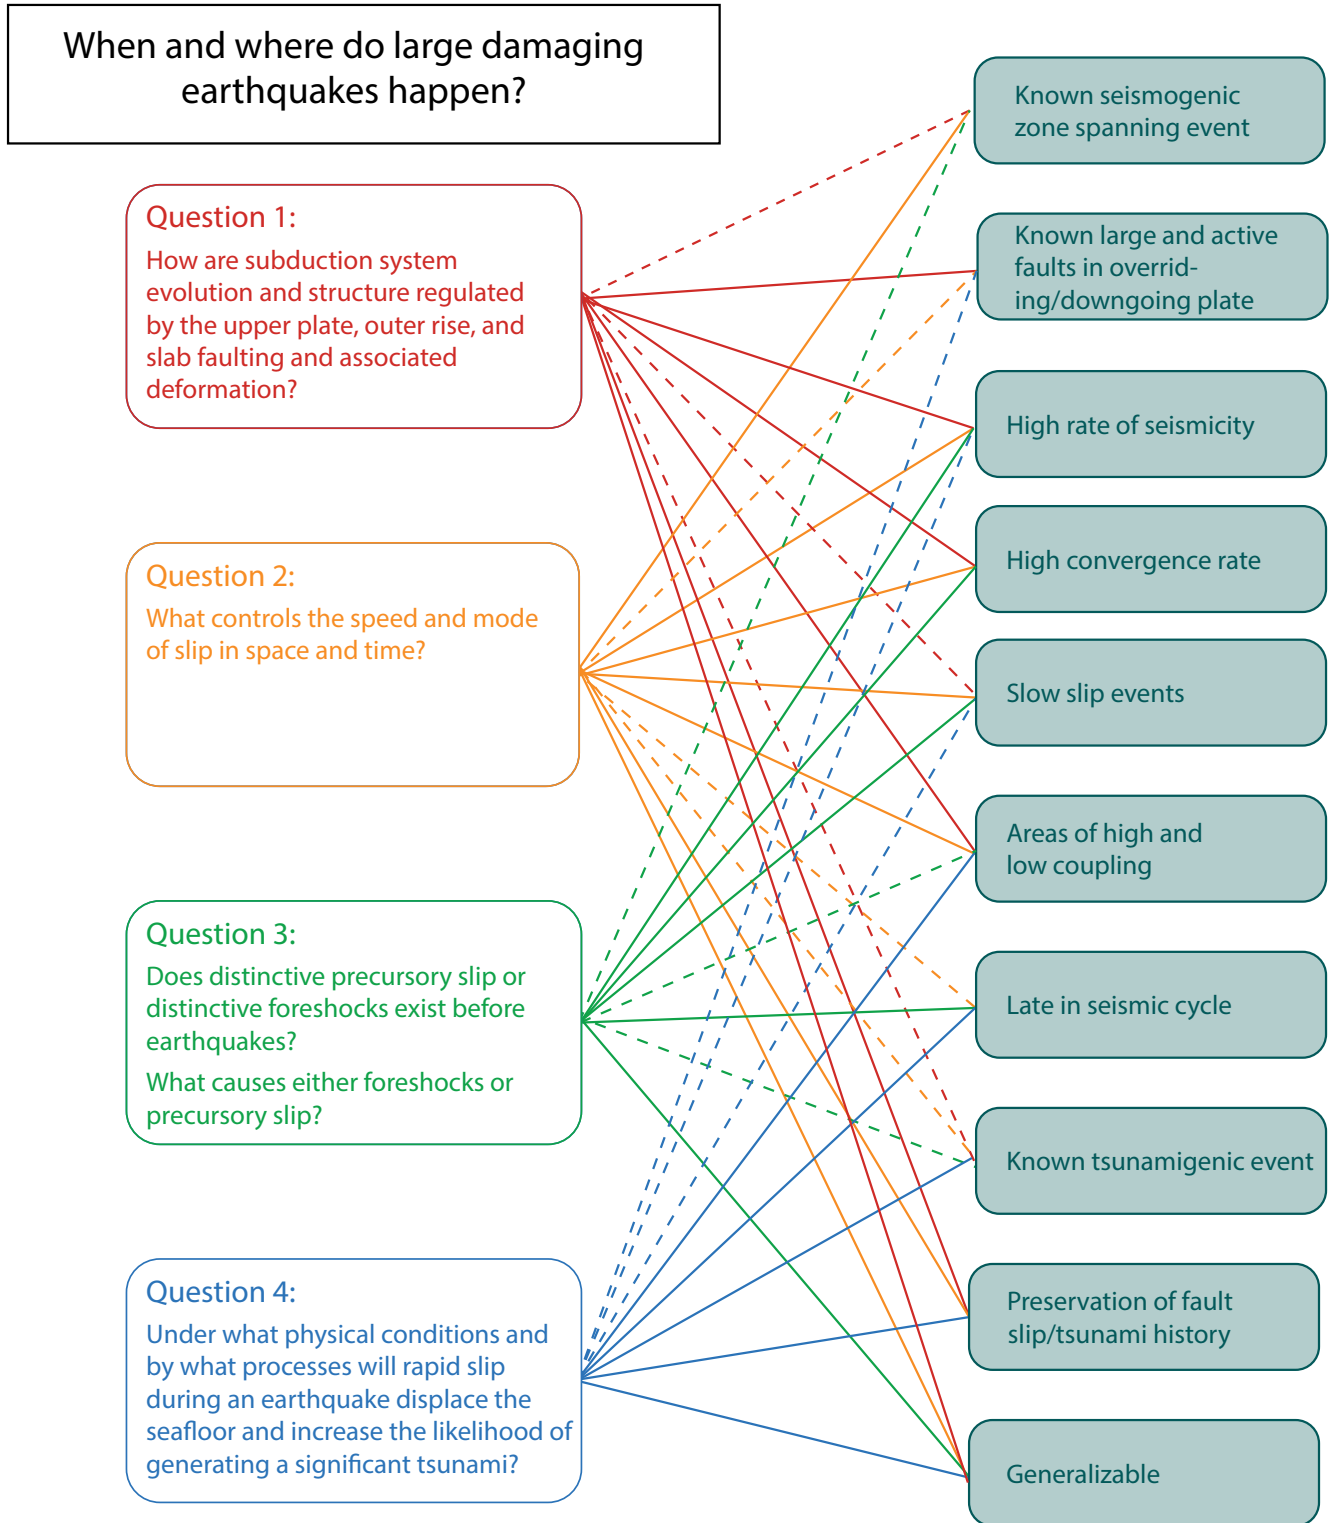 When and where do large damaging
earthquakes happen?
Question 1:
How are subduction system
evolution and structure regulated
by the upper plate, outer rise, and
slab faulting and associated
deformation?
Question 2:
What controls the speed and mode
of slip in space and time?
Question 3:
Does distinctive precursory slip or
distinctive foreshocks exist before
earthquakes?
What causes either foreshocks or
precursory slip?
Question 4:
Under what physical conditions and
by what processes will rapid slip
during an earthquake displace the
seafloor and increase the likelihood of
generating a significant tsunami?
Known seismogenic
zone spanning event
Known large and active
faults in overrid-
ing/downgoing plate
High rate of seismicity
High convergence rate
Slow slip events
Areas of high and
low coupling
Late in seismic cycle
Known tsunamigenic event
Preservation of fault
slip/tsunami history
Generalizable